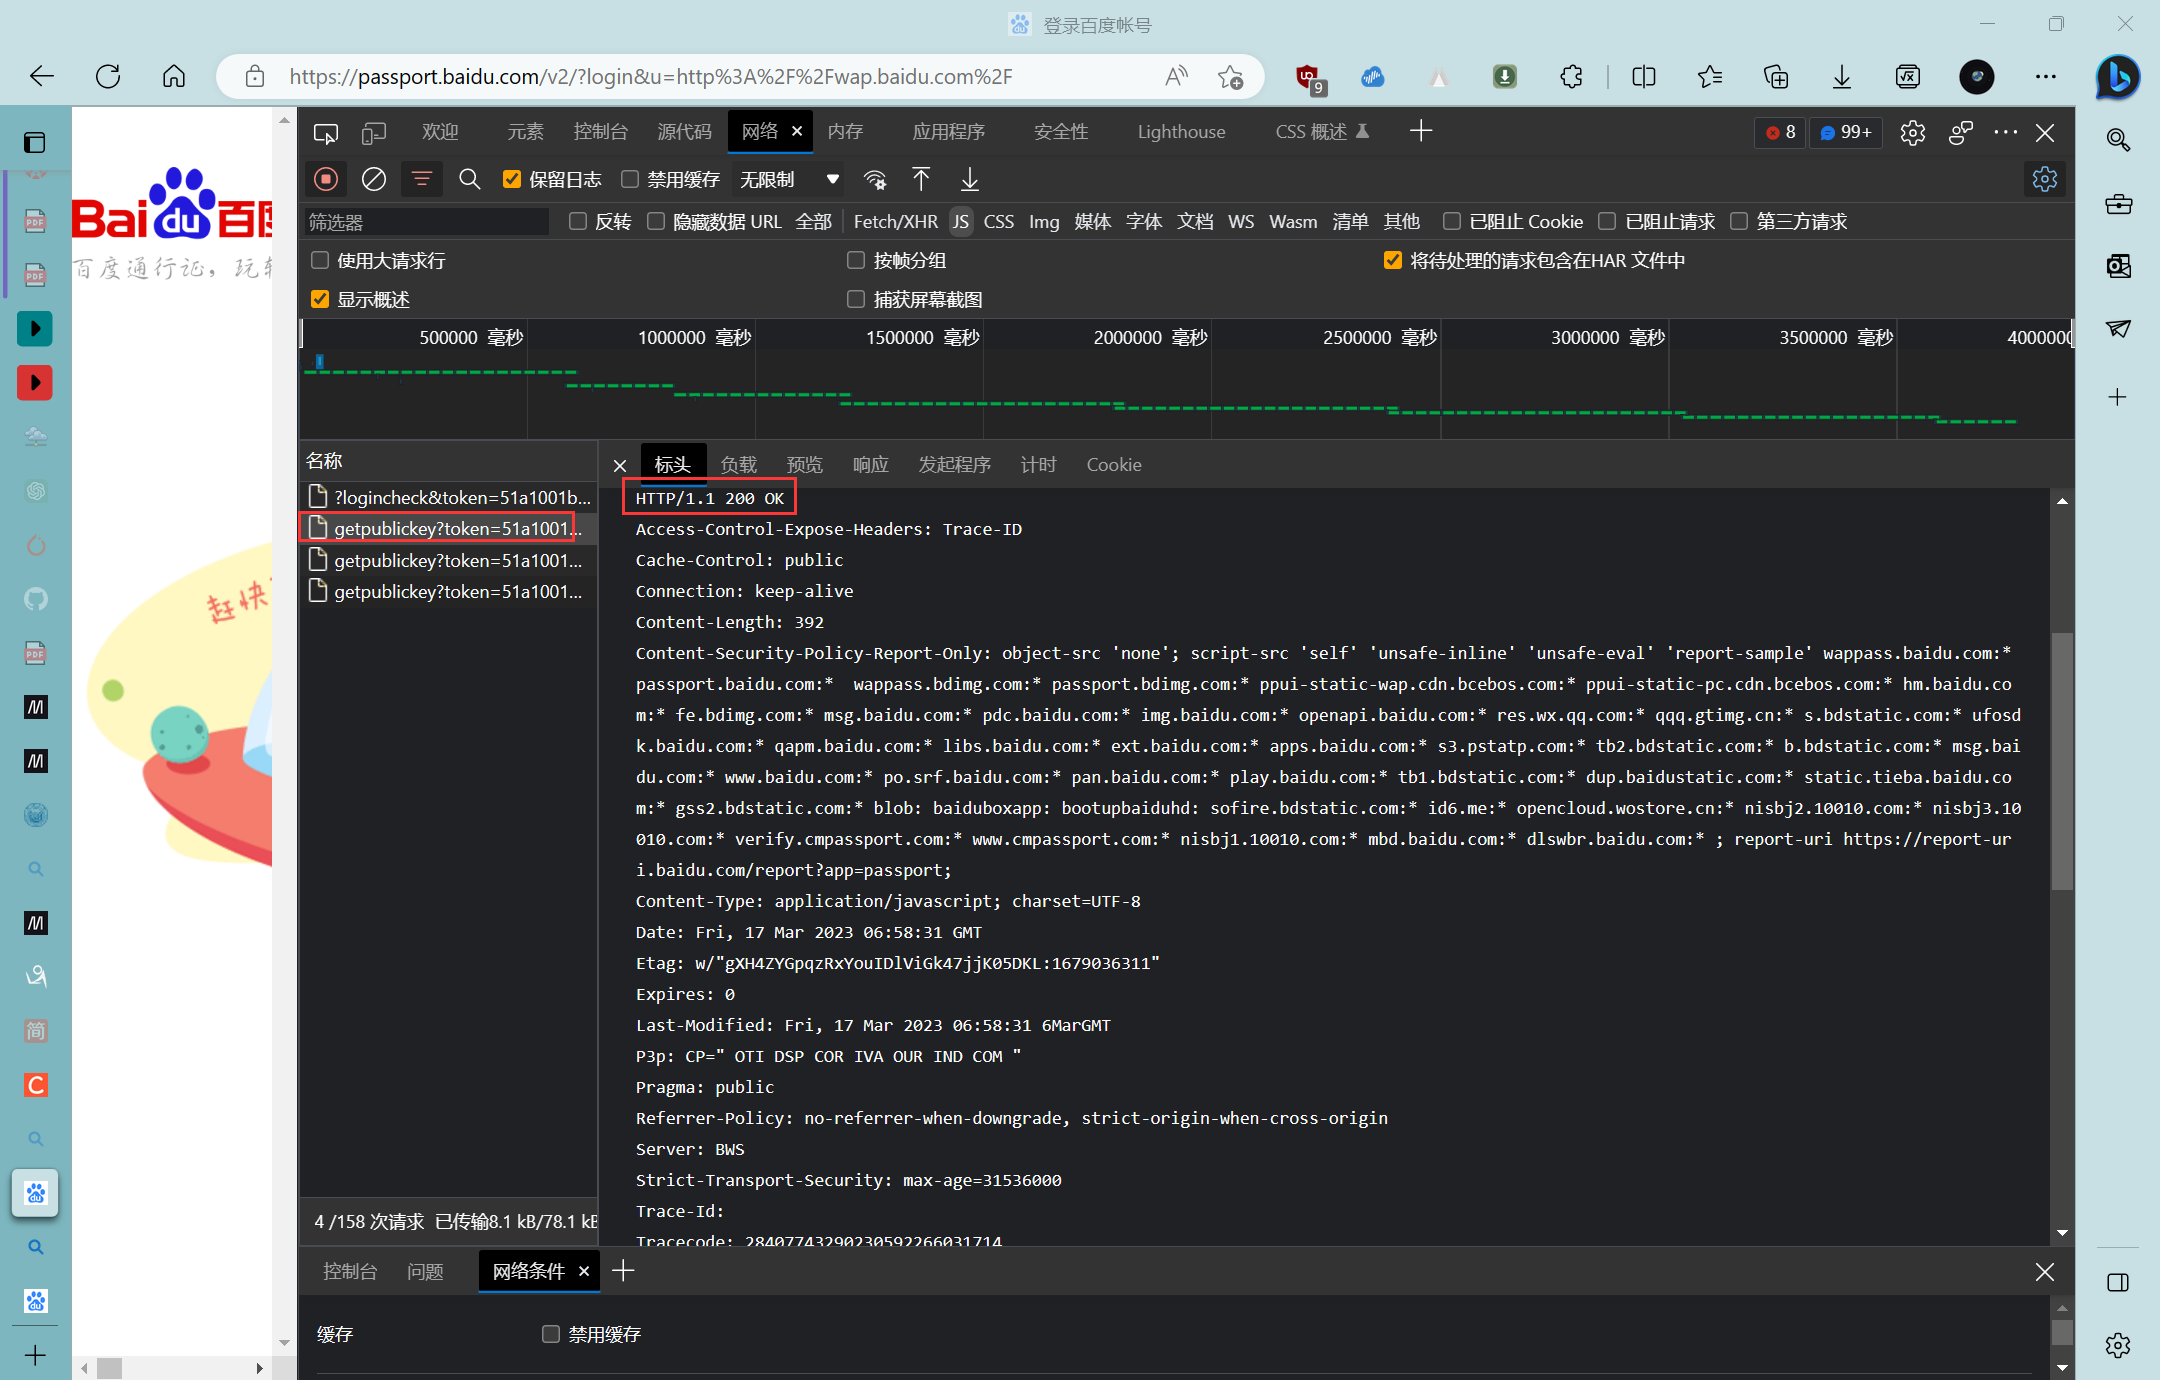 登录百度帐号
https://passport.baidu.com/v2/?login&u=http%3A%2F%2Fwap.baidu.com%2F
9
欢迎 元素 控制台 源代码 网络 内存 应用程序 安全性 Lighthouse CSS 概述 8 99+
保留日志 禁用缓存 无限制
筛选器 反转 隐藏数据 URL 全部 Fetch/XHR JS CSS Img 媒体 字体 文档 WS Wasm 清单 其他 已阻止 Cookie 已阻止请求 第三方请求
使用大请求行 按帧分组 将待处理的请求包含在HAR 文件中
显示概述 捕获屏幕截图
500000 毫秒 1000000 毫秒 1500000 毫秒 2000000 毫秒 2500000 毫秒 3000000 毫秒 3500000 毫秒 4000000
Bai du 百度
百度通行证，玩转
赶快
名称
?logincheck&token=51a1001b...
getpublickey?token=51a1001...
getpublickey?token=51a1001...
getpublickey?token=51a1001...
4 /158 次请求 已传输8.1 kB/78.1 kB
标头 负载 预览 响应 发起程序 计时 Cookie
HTTP/1.1 200 OK
Access-Control-Expose-Headers: Trace-ID
Cache-Control: public
Connection: keep-alive
Content-Length: 392
Content-Security-Policy-Report-Only: object-src 'none'; script-src 'self' 'unsafe-inline' 'unsafe-eval' 'report-sample' wappass.baidu.com:*
passport.baidu.com:*  wappass.bdimg.com:* passport.bdimg.com:* ppui-static-wap.cdn.bcebos.com:* ppui-static-pc.cdn.bcebos.com:* hm.baidu.co
m:* fe.bdimg.com:* msg.baidu.com:* pdc.baidu.com:* img.baidu.com:* openapi.baidu.com:* res.wx.qq.com:* qqq.gtimg.cn:* s.bdstatic.com:* ufosd
k.baidu.com:* qapm.baidu.com:* libs.baidu.com:* ext.baidu.com:* apps.baidu.com:* s3.pstatp.com:* tb2.bdstatic.com:* b.bdstatic.com:* msg.bai
du.com:* www.baidu.com:* po.srf.baidu.com:* pan.baidu.com:* play.baidu.com:* tb1.bdstatic.com:* dup.baidustatic.com:* static.tieba.baidu.co
m:* gss2.bdstatic.com:* blob: baiduboxapp: bootupbaiduhd: sofire.bdstatic.com:* id6.me:* opencloud.wostore.cn:* nisbj2.10010.com:* nisbj3.10
010.com:* verify.cmpassport.com:* www.cmpassport.com:* nisbj1.10010.com:* mbd.baidu.com:* dlswbr.baidu.com:* ; report-uri https://report-ur
i.baidu.com/report?app=passport;
Content-Type: application/javascript; charset=UTF-8
Date: Fri, 17 Mar 2023 06:58:31 GMT
Etag: w/"gXH4ZYGpqzRxYouIDlViGk47jjK05DKL:1679036311"
Expires: 0
Last-Modified: Fri, 17 Mar 2023 06:58:31 6MarGMT
P3p: CP=" OTI DSP COR IVA OUR IND COM "
Pragma: public
Referrer-Policy: no-referrer-when-downgrade, strict-origin-when-cross-origin
Server: BWS
Strict-Transport-Security: max-age=31536000
Trace-Id:
Tracecode: 28407743290230592266031714
控制台 问题 网络条件
缓存 禁用缓存